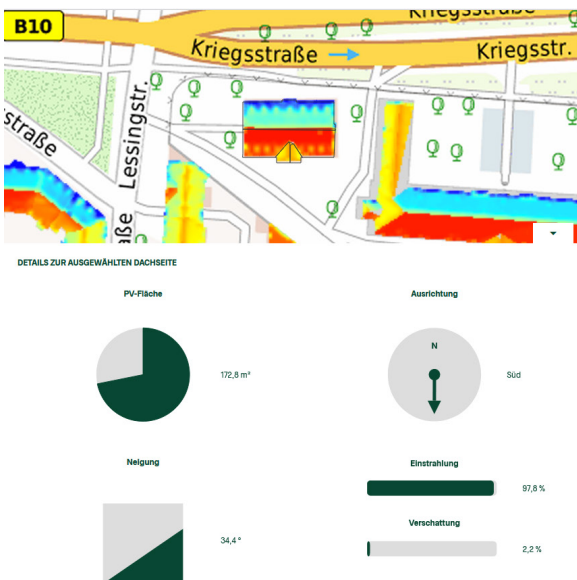 Kriegsstraße
B10
Kriegsstraße
Kriegsstr.
straße
Lessingstr.
aße
DETAILS ZUR AUSGEWÄHLTEN DACHSEITE
PV-Fläche
Ausrichtung
172,8 m²
N
Süd
Neigung
Einstrahlung
97,8 %
34,4 °
Verschattung
2,2 %